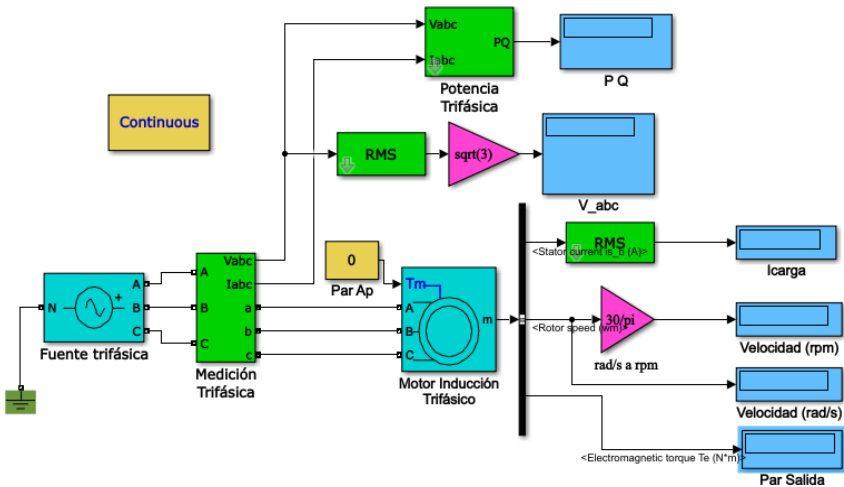 Vabc
Iabc
PQ
Potencia
Trifásica
P Q
Continuous
RMS
sqrt(3)
V_abc
RMS
<Stator current is_b (A)>
Icarga
0
Par Ap
N
+
A
B
C
Fuente trifásica
A
B
C
Vabc
Iabc
a
b
c
Medición
Trifásica
Tm
A
B
C
m
Motor Inducción
Trifásico
30/pi
<Rotor speed (wm)>
rad/s a rpm
Velocidad (rpm)
Velocidad (rad/s)
<Electromagnetic torque Te (N*m)>
Par Salida